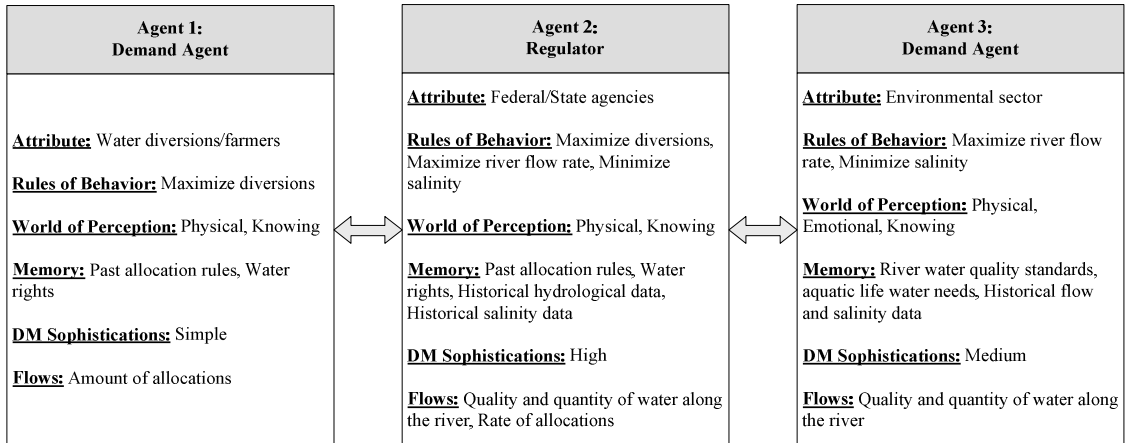 Agent 1:
Demand Agent
Attribute: Water diversions/farmers
Rules of Behavior: Maximize diversions
World of Perception: Physical, Knowing
Memory: Past allocation rules, Water
rights
DM Sophistications: Simple
Flows: Amount of allocations
Agent 2:
Regulator
Attribute: Federal/State agencies
Rules of Behavior: Maximize diversions,
Maximize river flow rate, Minimize
salinity
World of Perception: Physical, Knowing
Memory: Past allocation rules, Water
rights, Historical hydrological data,
Historical salinity data
DM Sophistications: High
Flows: Quality and quantity of water along
the river, Rate of allocations
Agent 3:
Demand Agent
Attribute: Environmental sector
Rules of Behavior: Maximize river flow
rate, Minimize salinity
World of Perception: Physical,
Emotional, Knowing
Memory: River water quality standards,
aquatic life water needs, Historical flow
and salinity data
DM Sophistications: Medium
Flows: Quality and quantity of water along
the river